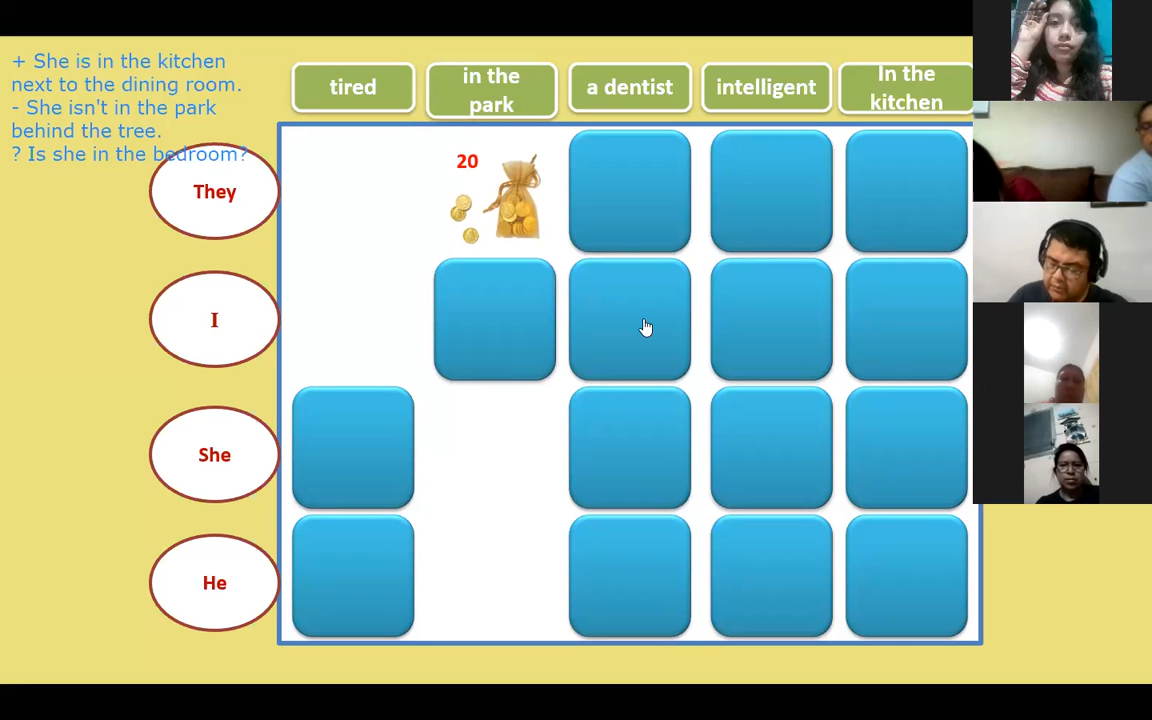 + She is in the kitchen
next to the dining room.
- She isn't in the park
behind the tree.
? Is she in the bedroom?
tired
in the
park
a dentist
intelligent
In the
kitchen
They
20
I
She
He